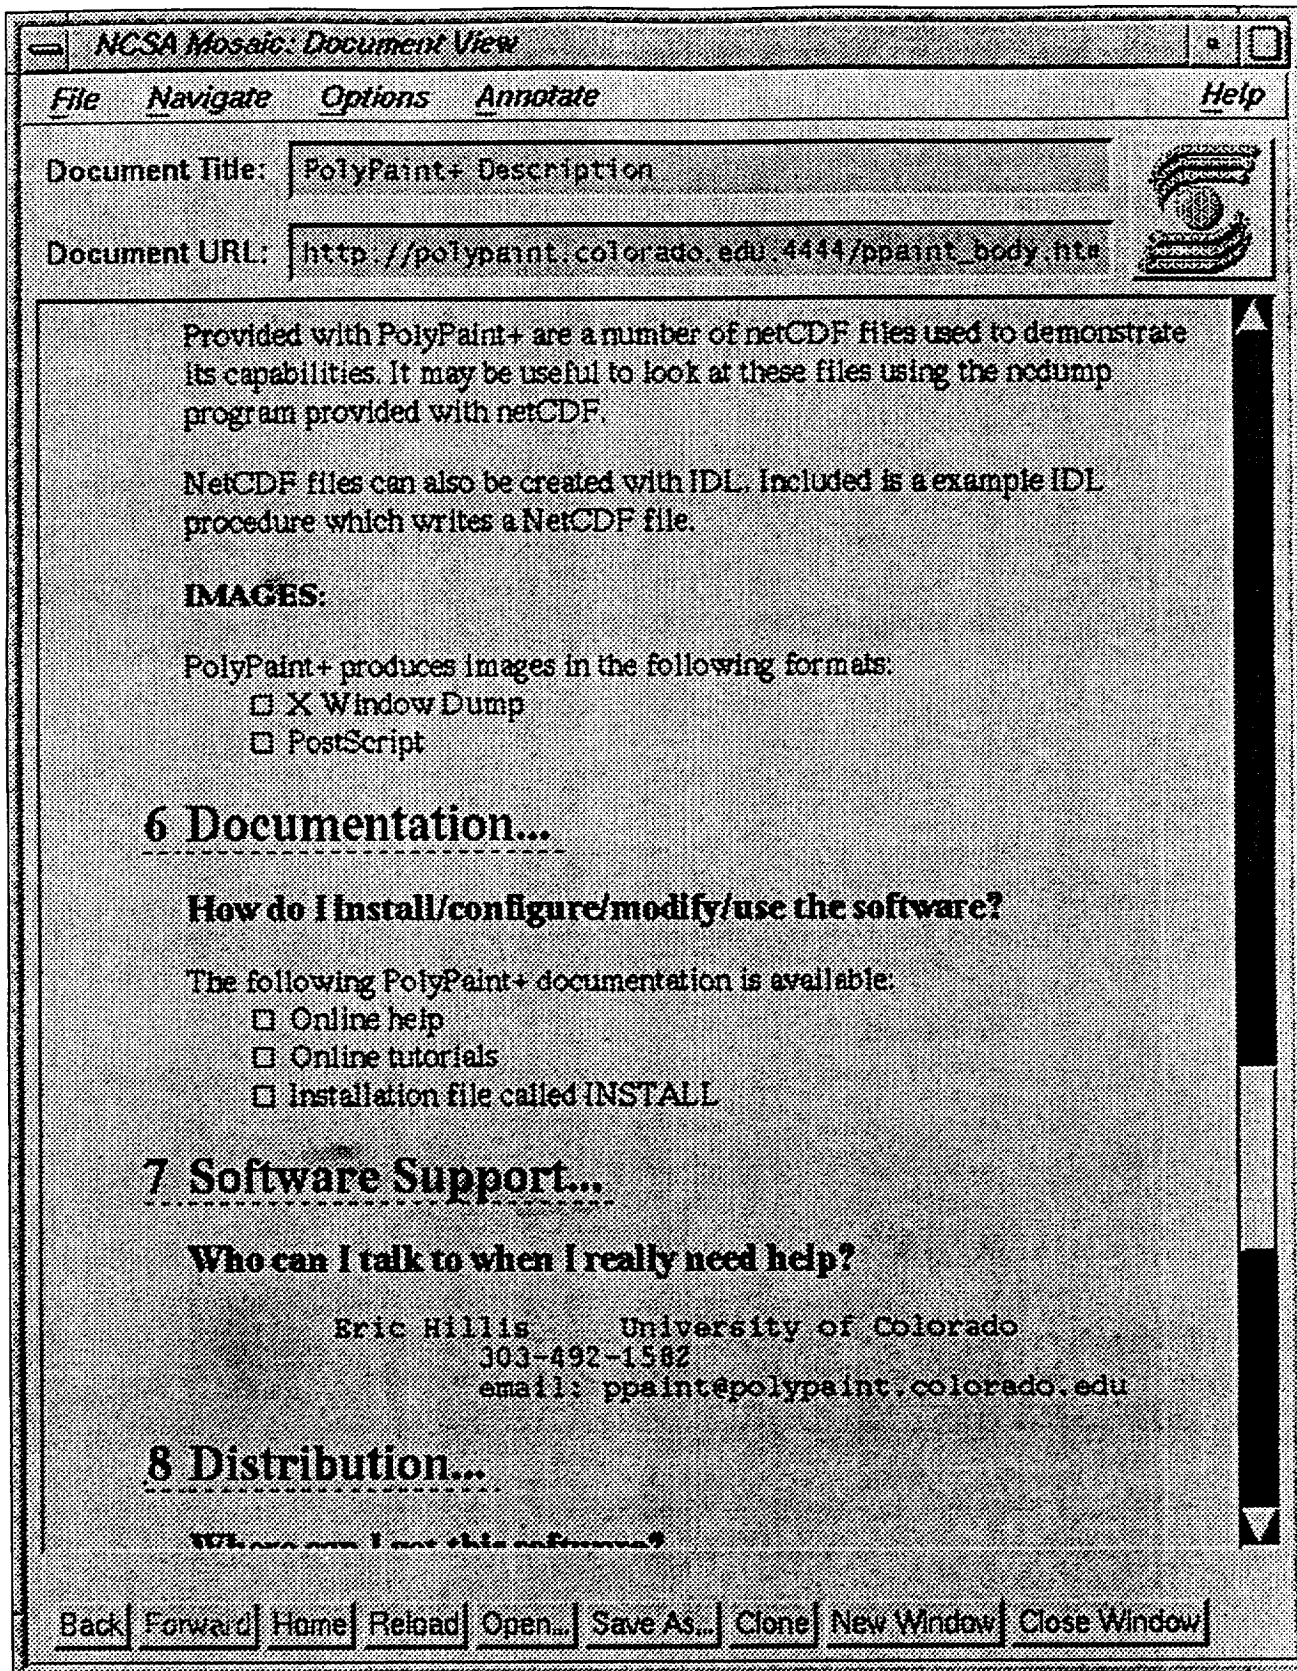 NCSA Mosaic: Document View
File Navigate Options Annotate Help
Document Title: PolyPaint+ Description
Document URL: http://polypaint.colorado.edu:4444/ppaint_body.htm
Provided with PolyPaint+ are a number of netCDF files used to demonstrate
its capabilities. It may be useful to look at these files using the ncdump
program provided with netCDF.
NetCDF files can also be created with IDL. Included is a example IDL
procedure which writes a NetCDF file.
IMAGES:
PolyPaint+ produces images in the following formats:
X Window Dump
PostScript
6 Documentation...
How do I install/configure/modify/use the software?
The following PolyPaint+ documentation is available:
Online help
Online tutorials
Installation file called INSTALL
7 Software Support...
Who can I talk to when I really need help?
Eric Hillis University of Colorado
303-492-1582
email: ppaint@polypaint.colorado.edu
8 Distribution...
Where can I get this software?
Back Forward Home Reload Open... Save As... Clone New Window Close Window